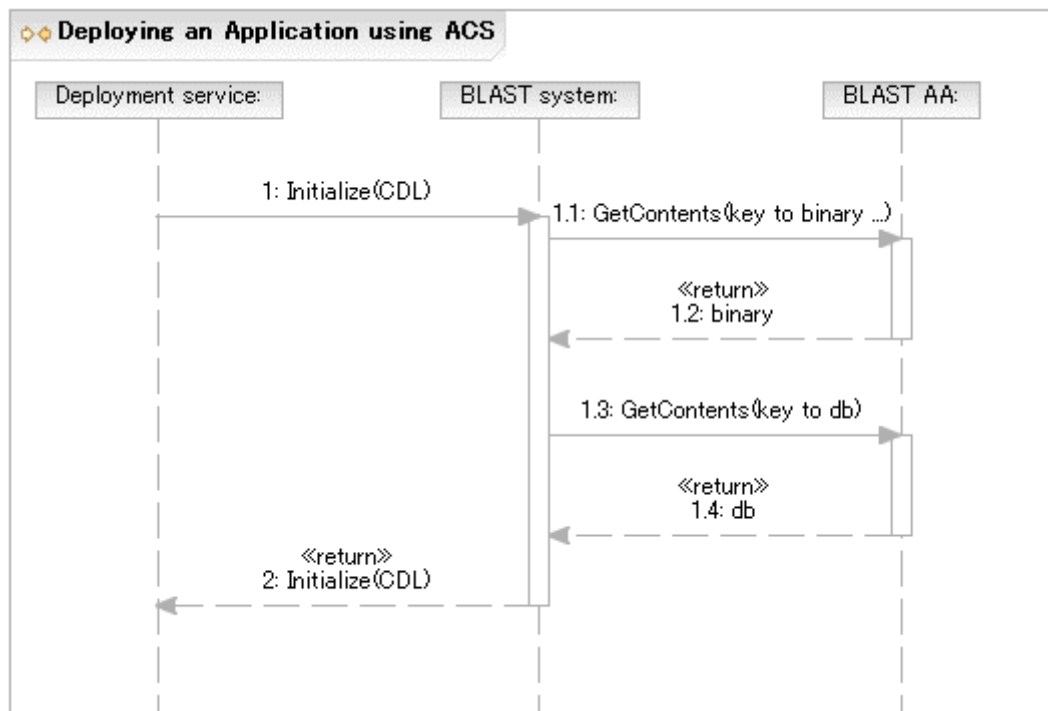 Deploying an Application using ACS
Deployment service:
BLAST system:
BLAST AA:
1: Initialize(CDL)
1.1: GetContents(key to binary ...)
≪return≫
1.2: binary
1.3: GetContents(key to db)
≪return≫
1.4: db
≪return≫
2: Initialize(CDL)